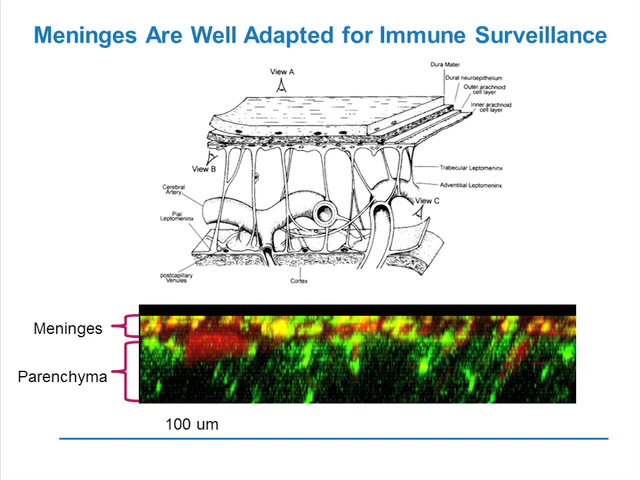 Meninges Are Well Adapted for Immune Surveillance
View A
Dura Mater
Dural neuroepithelium
Outer arachnoid
cell layer
Inner arachnoid
cell layer
View B
Trabecular Leptomeninx
Cerebral
Artery
Adventitial Leptomeninx
View C
Pial
Leptomeninx
postcapillary
Venules
Cortex
Meninges
Parenchyma
100 um